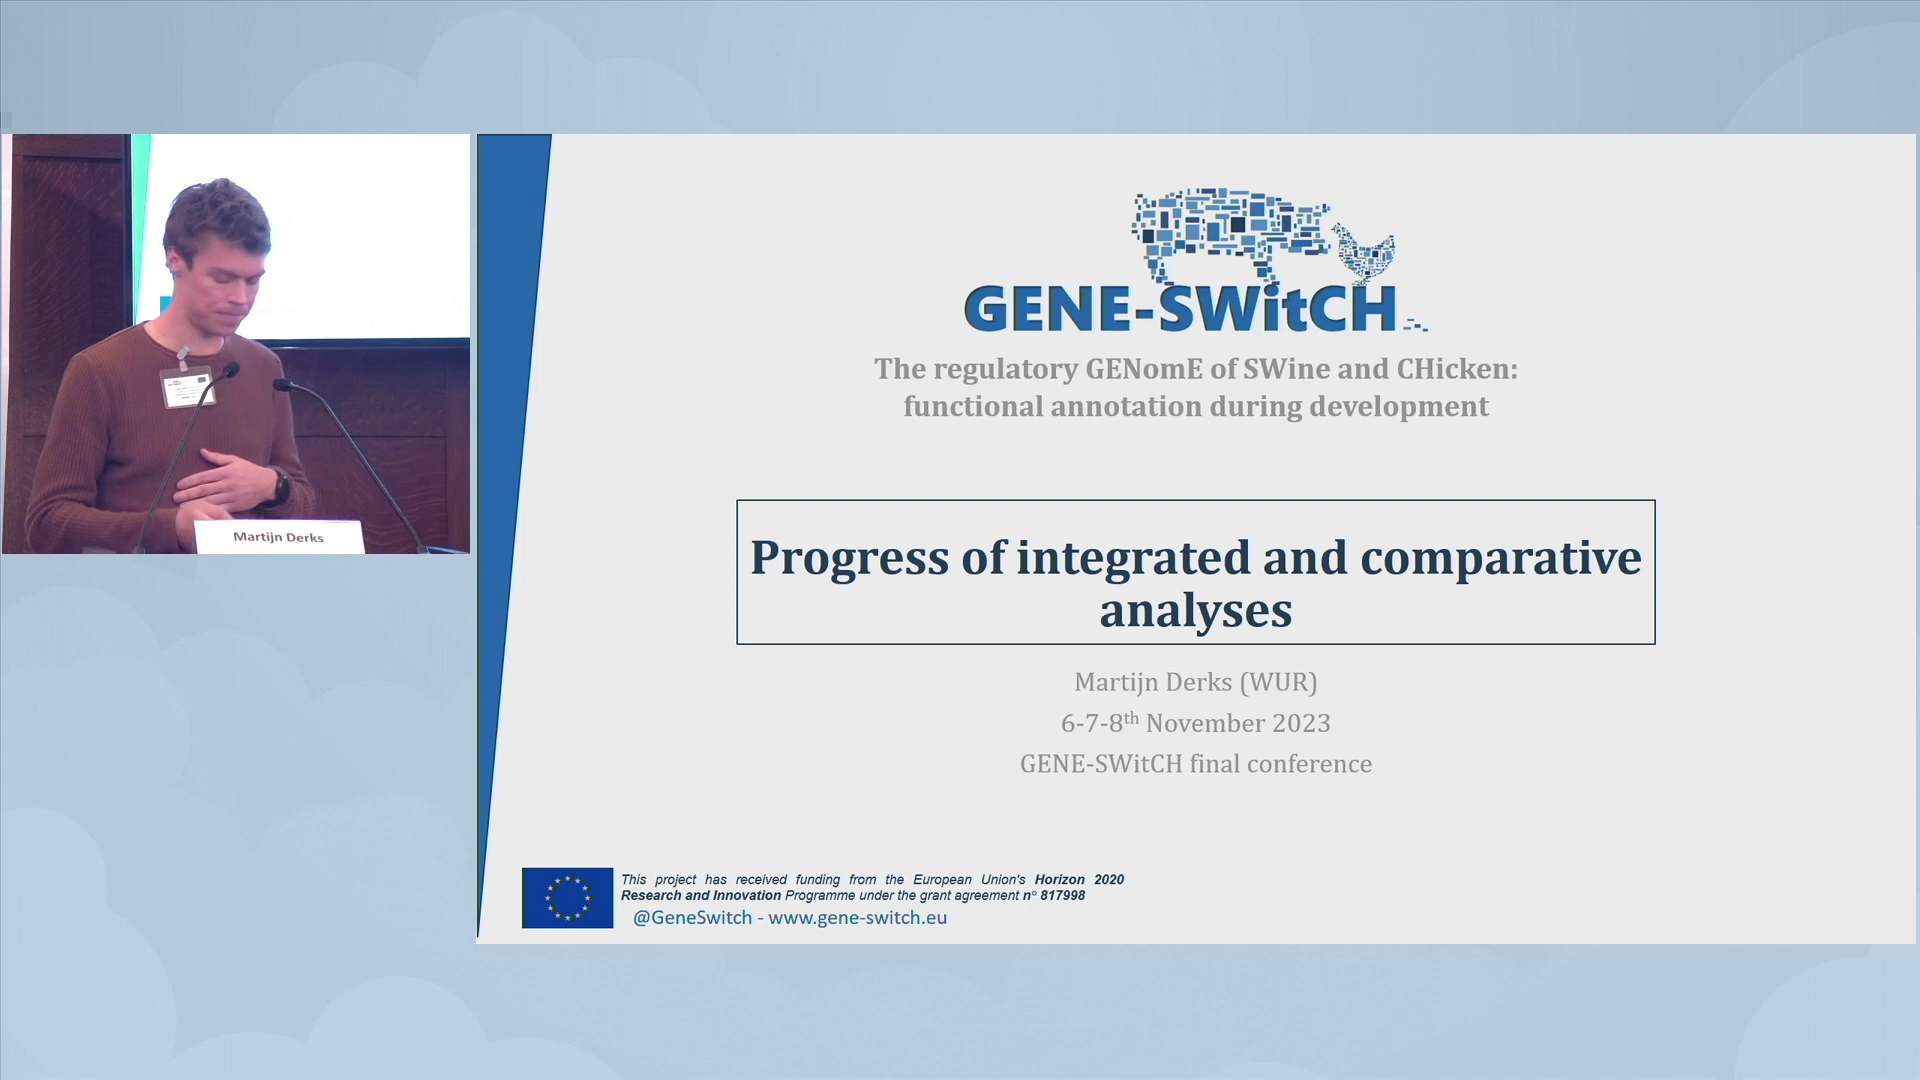 GENE-SWitCH
The regulatory GENomE of SWine and CHicken:
functional annotation during development
Progress of integrated and comparative
analyses
Martijn Derks (WUR)
6-7-8th November 2023
GENE-SWitCH final conference
This project has received funding from the European Union's Horizon 2020
Research and Innovation Programme under the grant agreement n° 817998
@GeneSwitch - www.gene-switch.eu
Martijn Derks